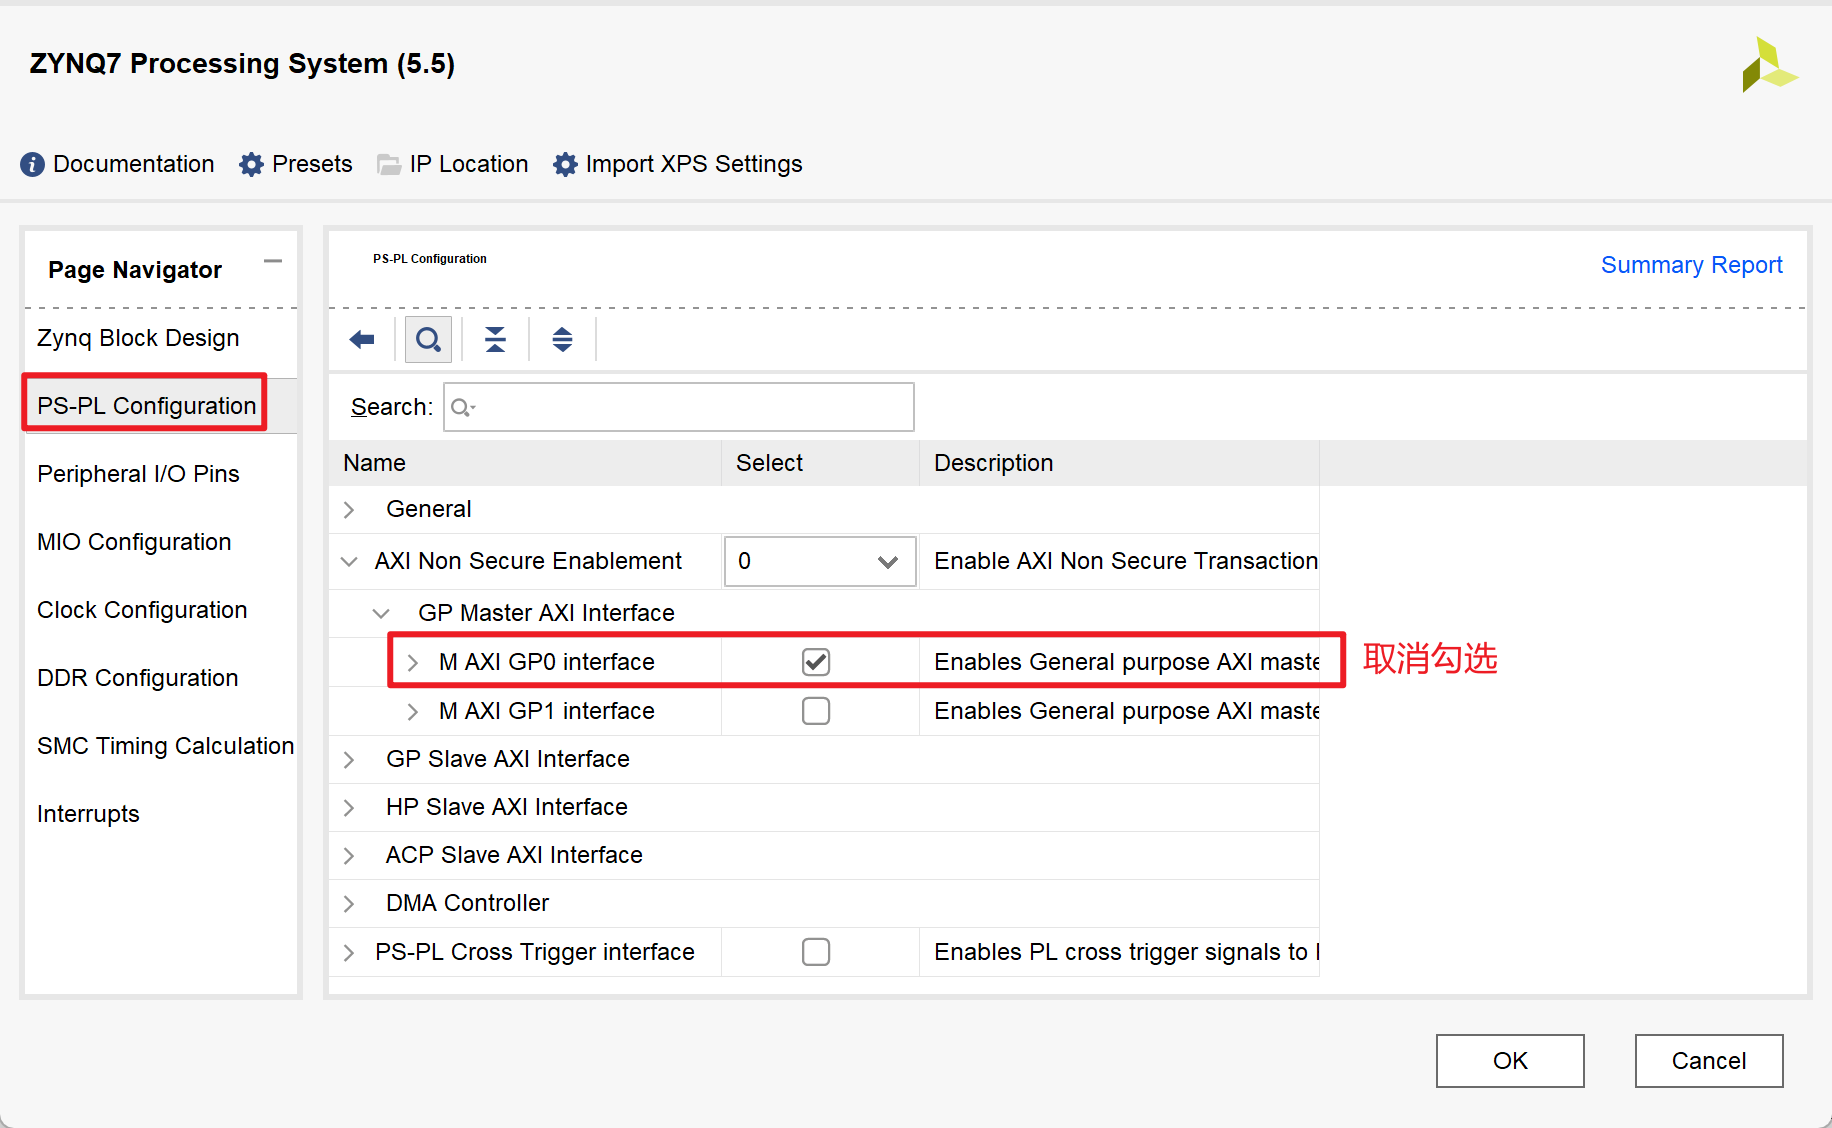 ZYNQ7 Processing System (5.5)
Documentation Presets IP Location Import XPS Settings
Page Navigator
Zynq Block Design
PS-PL Configuration
Peripheral I/O Pins
MIO Configuration
Clock Configuration
DDR Configuration
SMC Timing Calculation
Interrupts
PS-PL Configuration
Summary Report
Search:
Name Select Description
General
AXI Non Secure Enablement 0 Enable AXI Non Secure Transaction
GP Master AXI Interface
M AXI GP0 interface Enables General purpose AXI maste
取消勾选
M AXI GP1 interface Enables General purpose AXI maste
GP Slave AXI Interface
HP Slave AXI Interface
ACP Slave AXI Interface
DMA Controller
PS-PL Cross Trigger interface Enables PL cross trigger signals to
OK Cancel